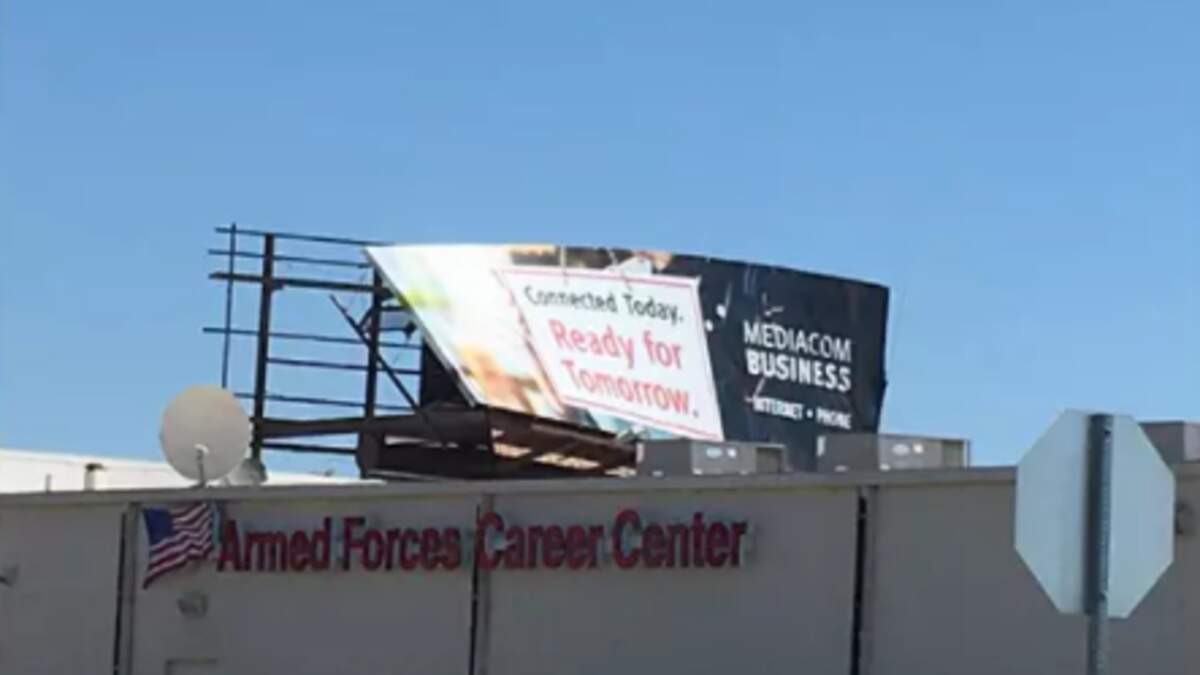 Connected Today.
Ready for
Tomorrow.
MEDIACOM
BUSINESS
INTERNET • PHONE
Armed Forces Career Center